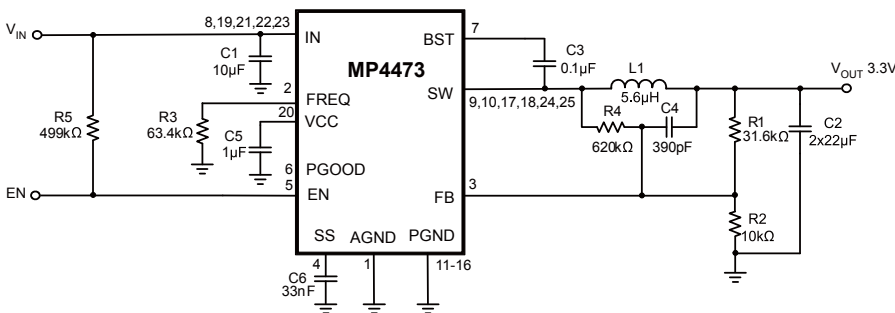 8,19,21,22,23
7
V_IN
IN
BST
C3
0.1µF
L1
5.6µH
V_OUT 3.3V
C1
10µF
MP4473
SW
9,10,17,18,24,25
2
FREQ
R5
499kΩ
R3
63.4kΩ
20
VCC
C5
1µF
R4
620kΩ
C4
390pF
R1
31.6kΩ
C2
2x22µF
6
PGOOD
5
EN
EN
FB
3
R2
10kΩ
SS
AGND
PGND
4
1
11-16
C6
33nF